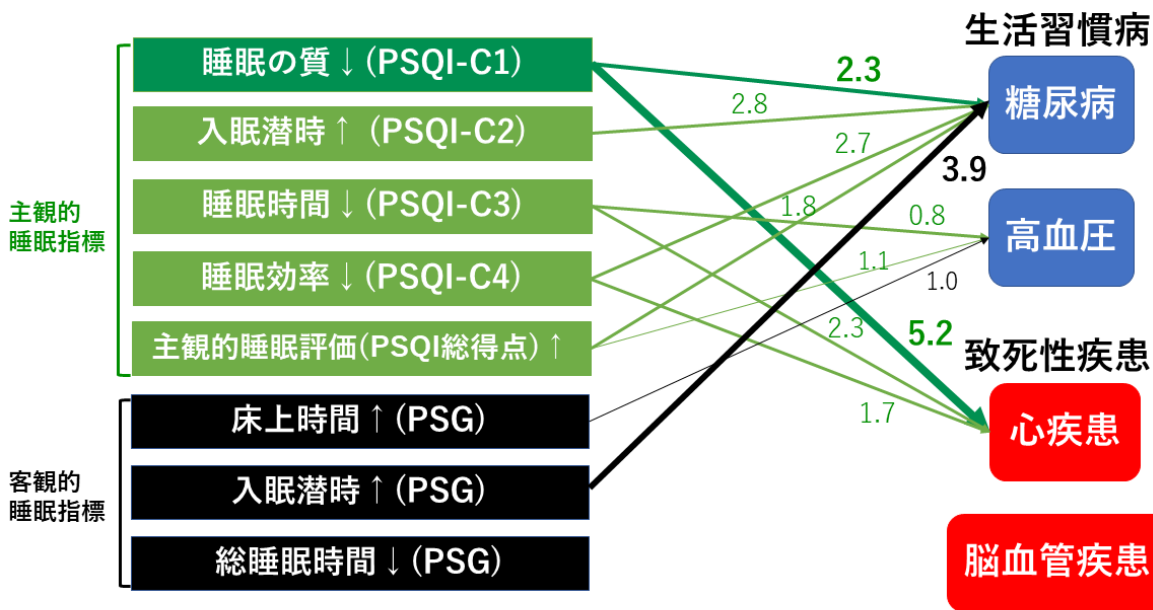 生活習慣病
睡眠の質↓(PSQI-C1)
2.3
糖尿病
入眠潜時↑ (PSQI-C2)
2.8
2.7
3.9
主観的
睡眠指標
睡眠時間↓(PSQI-C3)
1.8
0.8
高血圧
睡眠効率↓(PSQI-C4)
1.1
1.0
主観的睡眠評価(PSQI総得点)↑
2.3
5.2
致死性疾患
床上時間↑(PSG)
1.7
心疾患
客観的
睡眠指標
入眠潜時↑(PSG)
総睡眠時間↓(PSG)
脳血管疾患